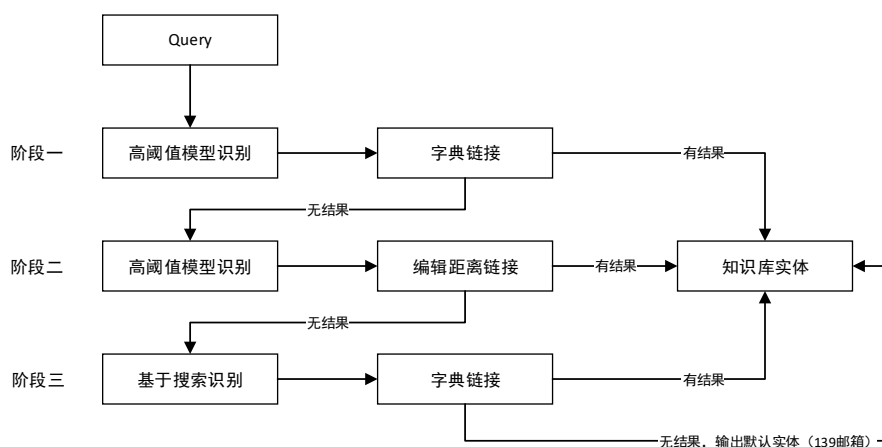 Query
阶段一
高阈值模型识别
字典链接
有结果
无结果
阶段二
高阈值模型识别
编辑距离链接
有结果
知识库实体
无结果
阶段三
基于搜索识别
字典链接
有结果
无结果，输出默认实体（139邮箱）